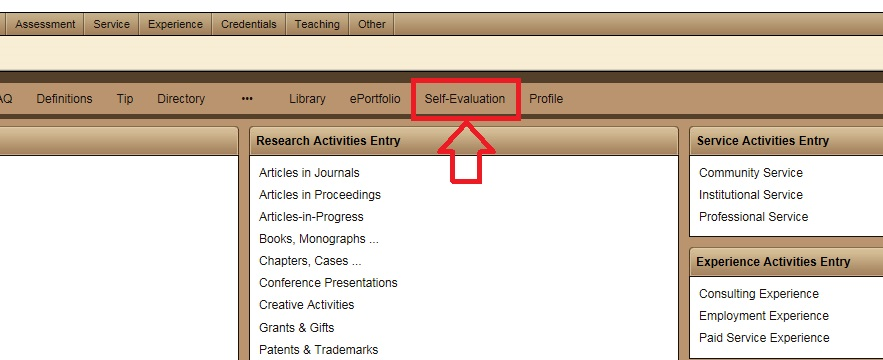 Assessment Service Experience Credentials Teaching Other
AQ Definitions Tip Directory ••• Library ePortfolio Self-Evaluation Profile
Research Activities Entry
Articles in Journals
Articles in Proceedings
Articles-in-Progress
Books, Monographs ...
Chapters, Cases ...
Conference Presentations
Creative Activities
Grants & Gifts
Patents & Trademarks
Service Activities Entry
Community Service
Institutional Service
Professional Service
Experience Activities Entry
Consulting Experience
Employment Experience
Paid Service Experience